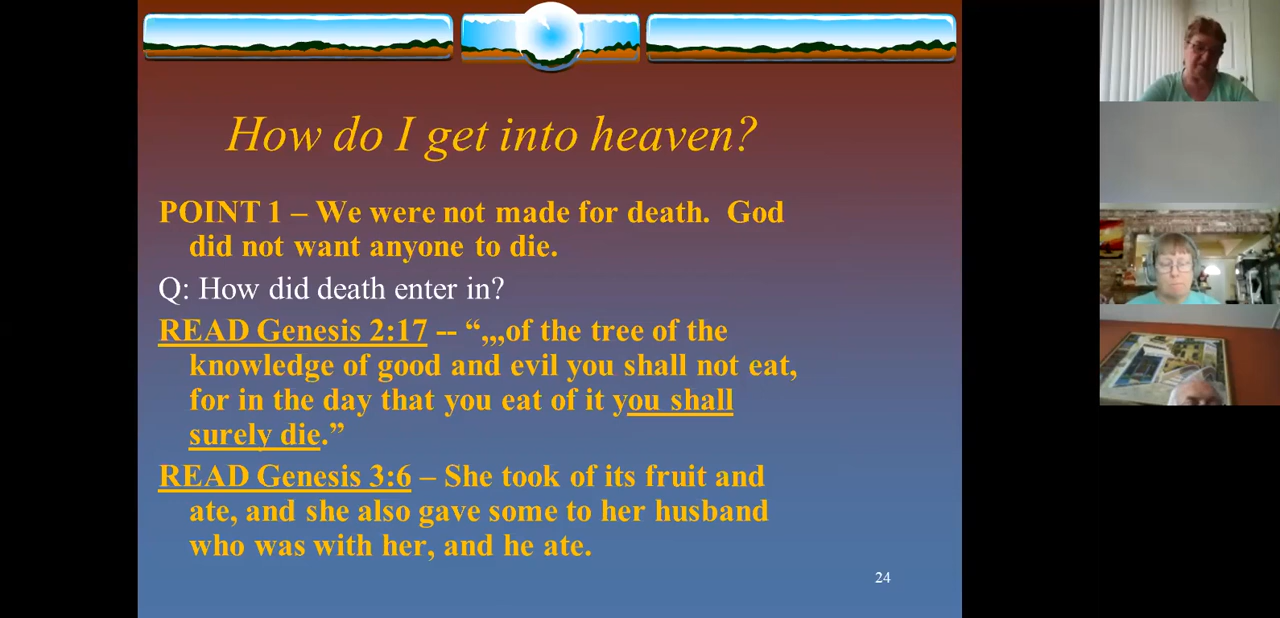 How do I get into heaven?
POINT 1 – We were not made for death.  God
did not want anyone to die.
Q: How did death enter in?
READ Genesis 2:17 -- “,,,of the tree of the
knowledge of good and evil you shall not eat,
for in the day that you eat of it you shall
surely die.”
READ Genesis 3:6 – She took of its fruit and
ate, and she also gave some to her husband
who was with her, and he ate.
24